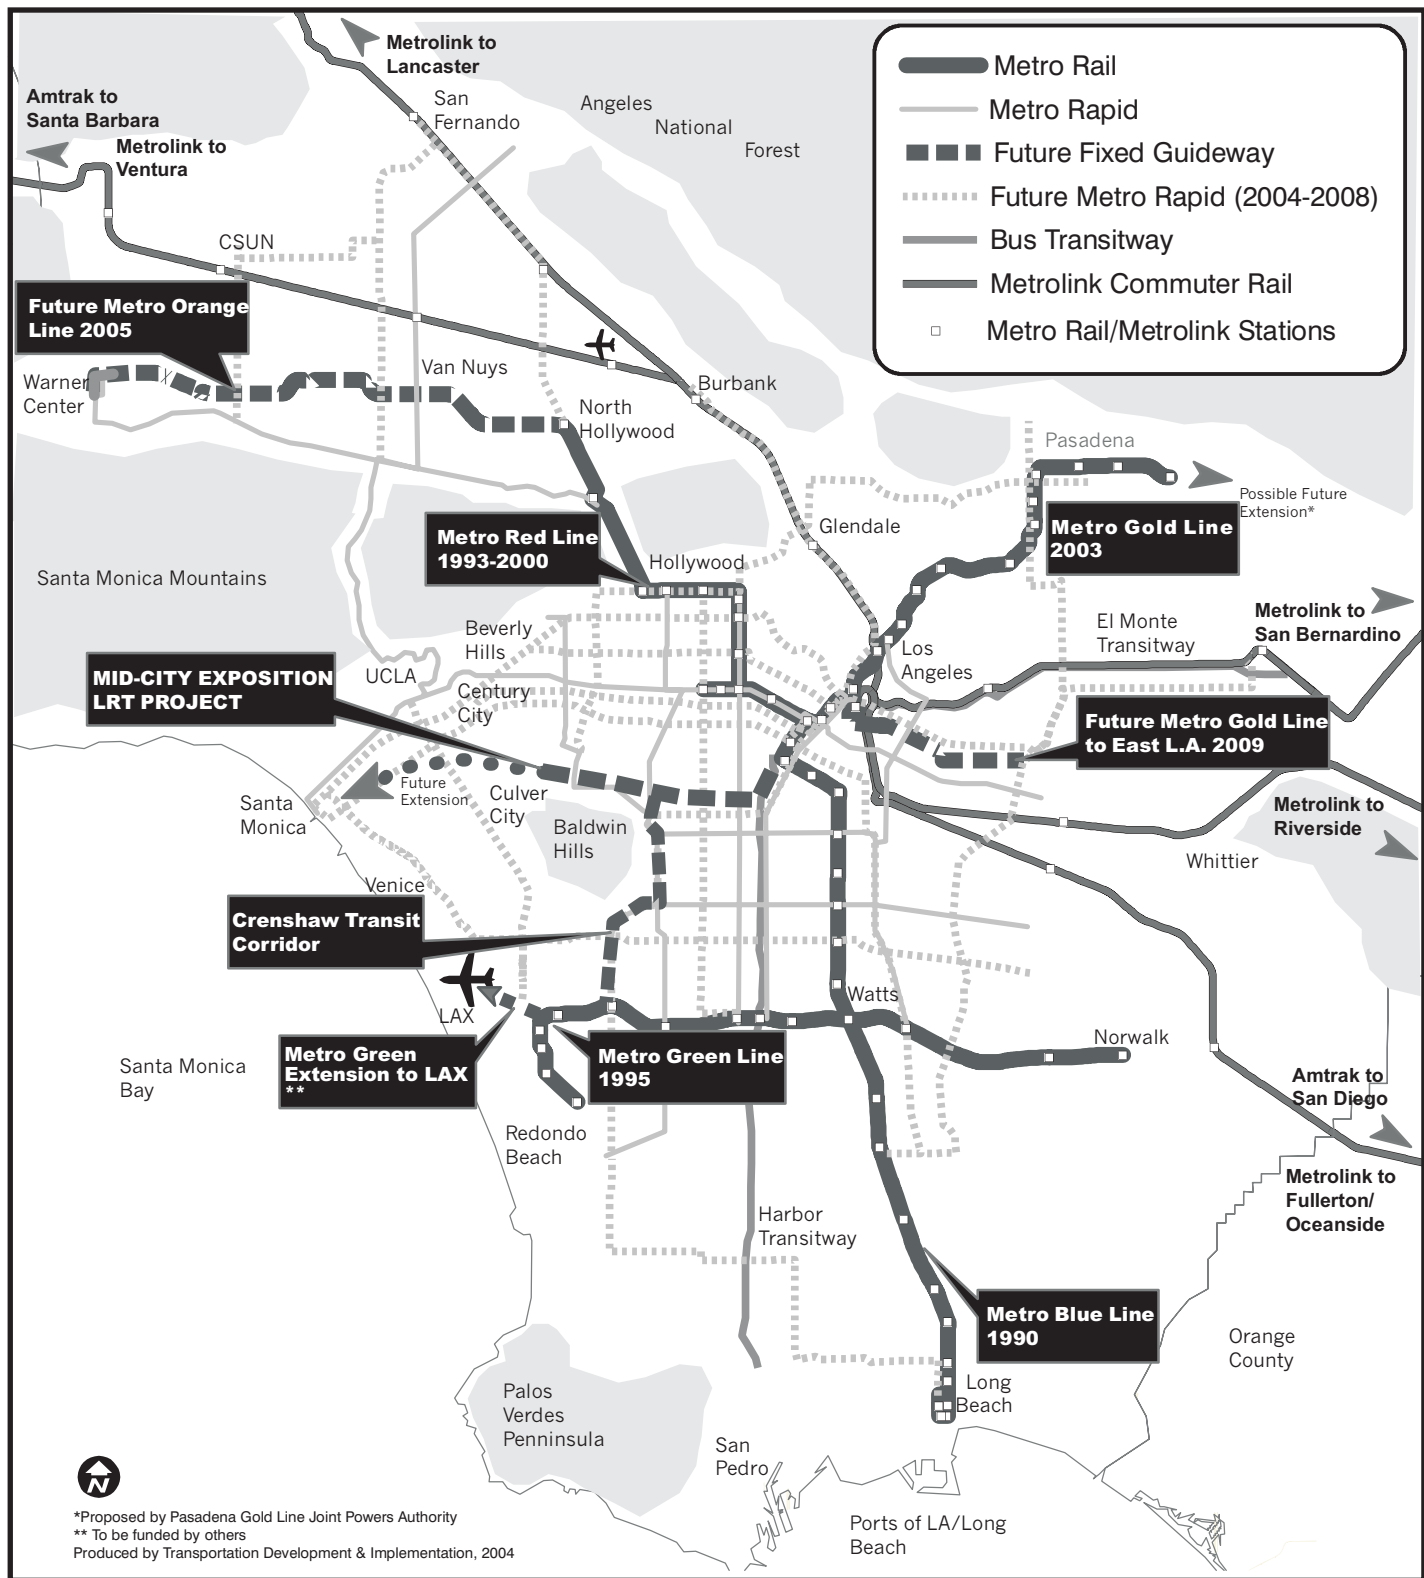 Metrolink to
Lancaster
Amtrak to
Santa Barbara
Metrolink to
Ventura
San
Fernando
Angeles
National
Forest
Metro Rail
Metro Rapid
Future Fixed Guideway
Future Metro Rapid (2004-2008)
Bus Transitway
Metrolink Commuter Rail
Metro Rail/Metrolink Stations
CSUN
Future Metro Orange
Line 2005
Warner
Center
Van Nuys
Burbank
North
Hollywood
Pasadena
Possible Future
Extension*
Metro Gold Line
2003
Glendale
Metro Red Line
1993-2000
Hollywood
Santa Monica Mountains
Beverly
Hills
El Monte
Transitway
Metrolink to
San Bernardino
Los
Angeles
UCLA
MID-CITY EXPOSITION
LRT PROJECT
Century
City
Future Metro Gold Line
to East L.A. 2009
Future
Extension
Culver
City
Santa
Monica
Baldwin
Hills
Metrolink to
Riverside
Whittier
Venice
Crenshaw Transit
Corridor
LAX
Watts
Norwalk
Metro Green
Extension to LAX
**
Metro Green Line
1995
Santa Monica
Bay
Amtrak to
San Diego
Redondo
Beach
Metrolink to
Fullerton/
Oceanside
Harbor
Transitway
Metro Blue Line
1990
Orange
County
Long
Beach
Palos
Verdes
Penninsula
San
Pedro
N
*Proposed by Pasadena Gold Line Joint Powers Authority
** To be funded by others
Produced by Transportation Development & Implementation, 2004
Ports of LA/Long
Beach